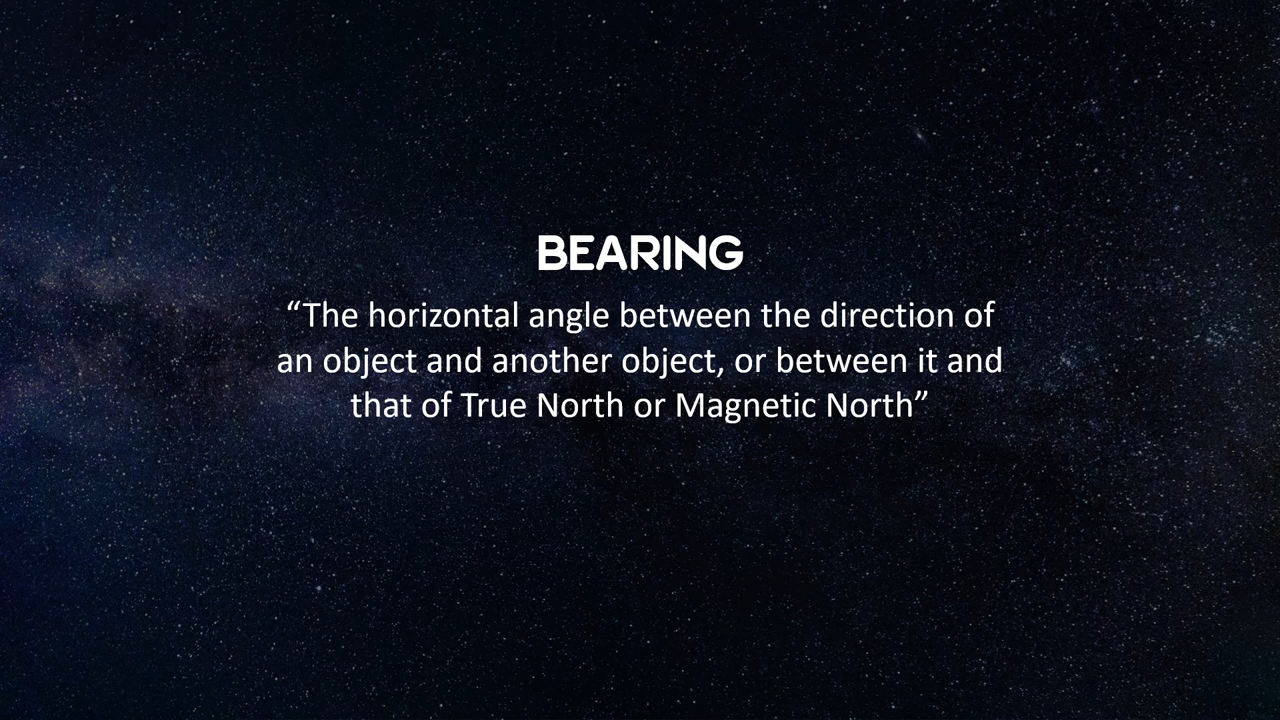 BEARING
“The horizontal angle between the direction of
an object and another object, or between it and
that of True North or Magnetic North”